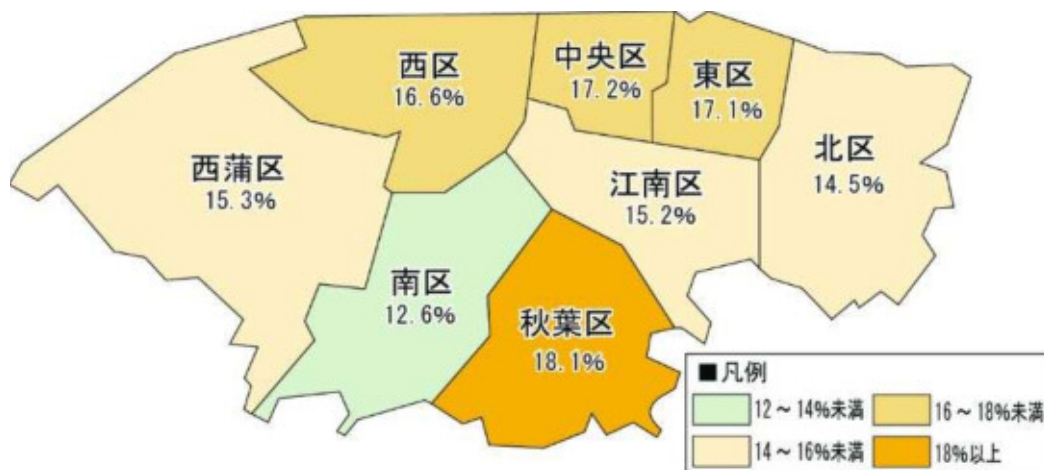 西区
16.6%
中央区
17.2%
東区
17.1%
北区
14.5%
西蒲区
15.3%
江南区
15.2%
南区
12.6%
秋葉区
18.1%
■凡例
12～14%未満
16～18%未満
14～16%未満
18%以上